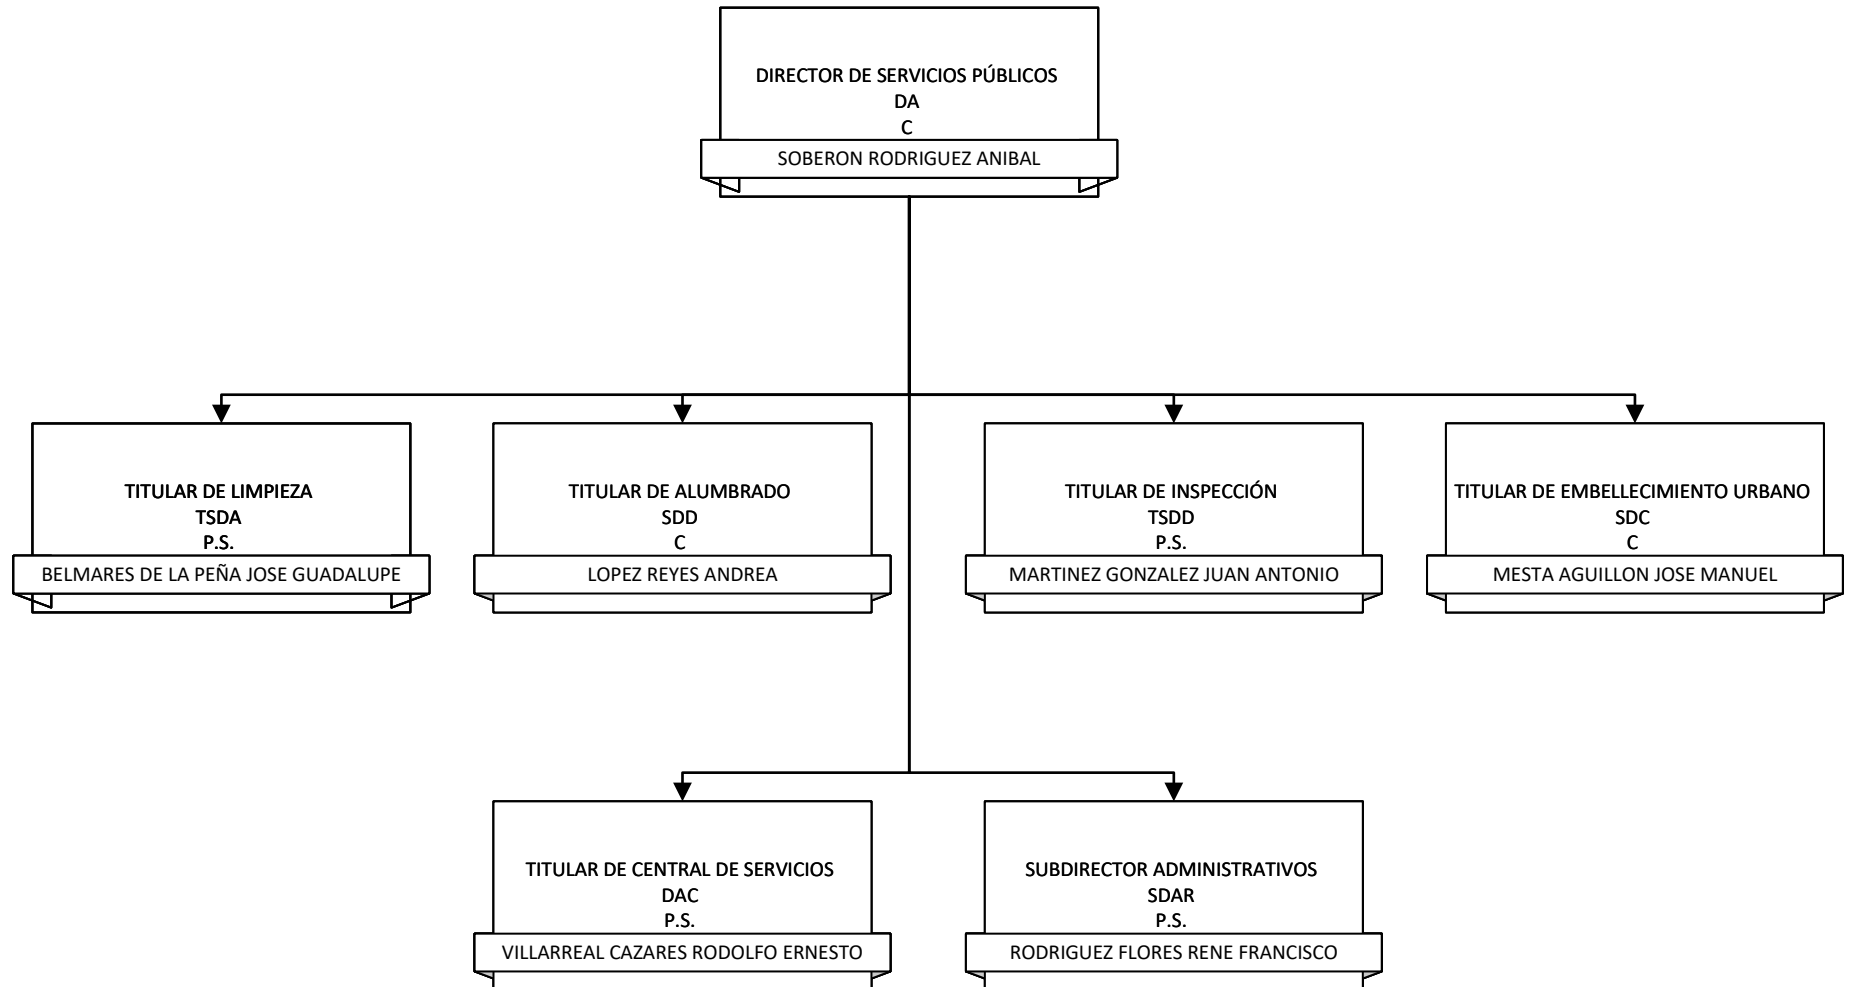 DIRECTOR DE SERVICIOS PÚBLICOS
DA
C
SOBERON RODRIGUEZ ANIBAL
TITULAR DE LIMPIEZA
TSDA
P.S.
BELMARES DE LA PEÑA JOSE GUADALUPE
TITULAR DE ALUMBRADO
SDD
C
LOPEZ REYES ANDREA
TITULAR DE INSPECCIÓN
TSDD
P.S.
MARTINEZ GONZALEZ JUAN ANTONIO
TITULAR DE EMBELLECIMIENTO URBANO
SDC
C
MESTA AGUILLON JOSE MANUEL
TITULAR DE CENTRAL DE SERVICIOS
DAC
P.S.
VILLARREAL CAZARES RODOLFO ERNESTO
SUBDIRECTOR ADMINISTRATIVOS
SDAR
P.S.
RODRIGUEZ FLORES RENE FRANCISCO